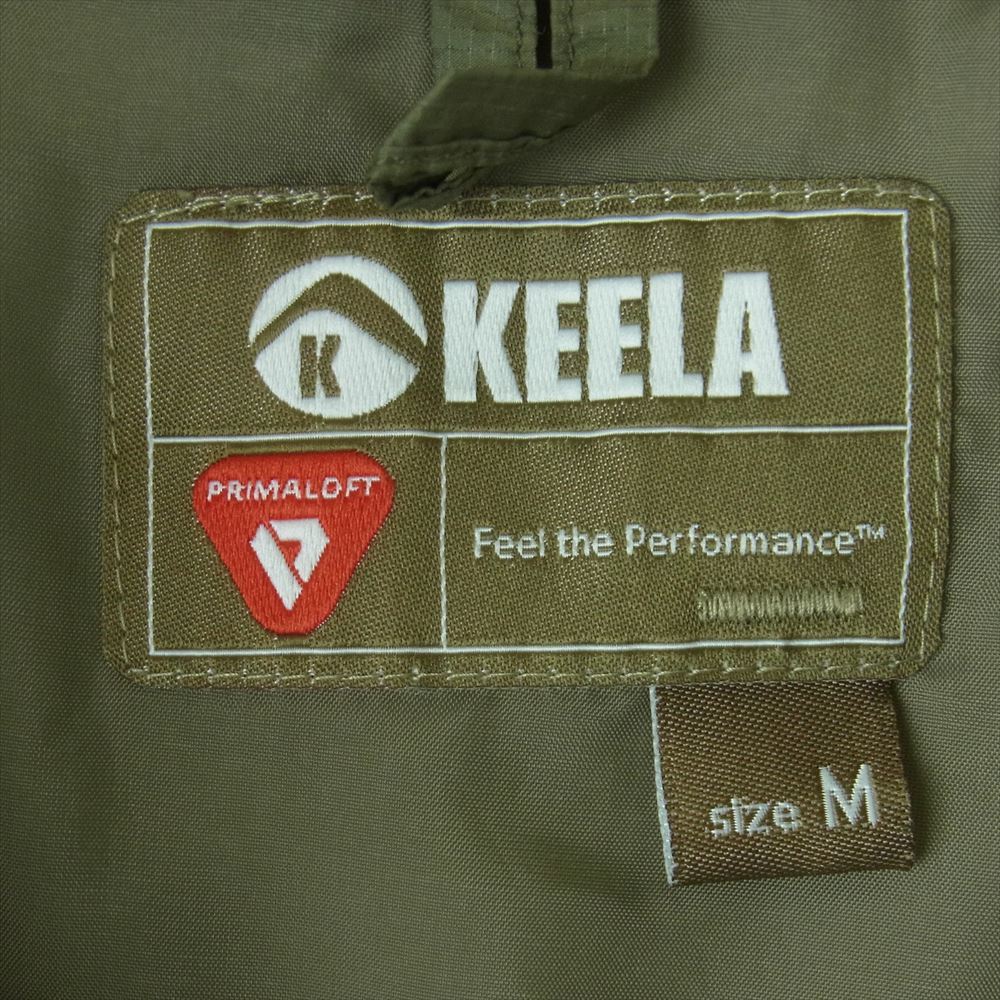 K KEELA
PRIMALOFT
Feel the Performance™
size M